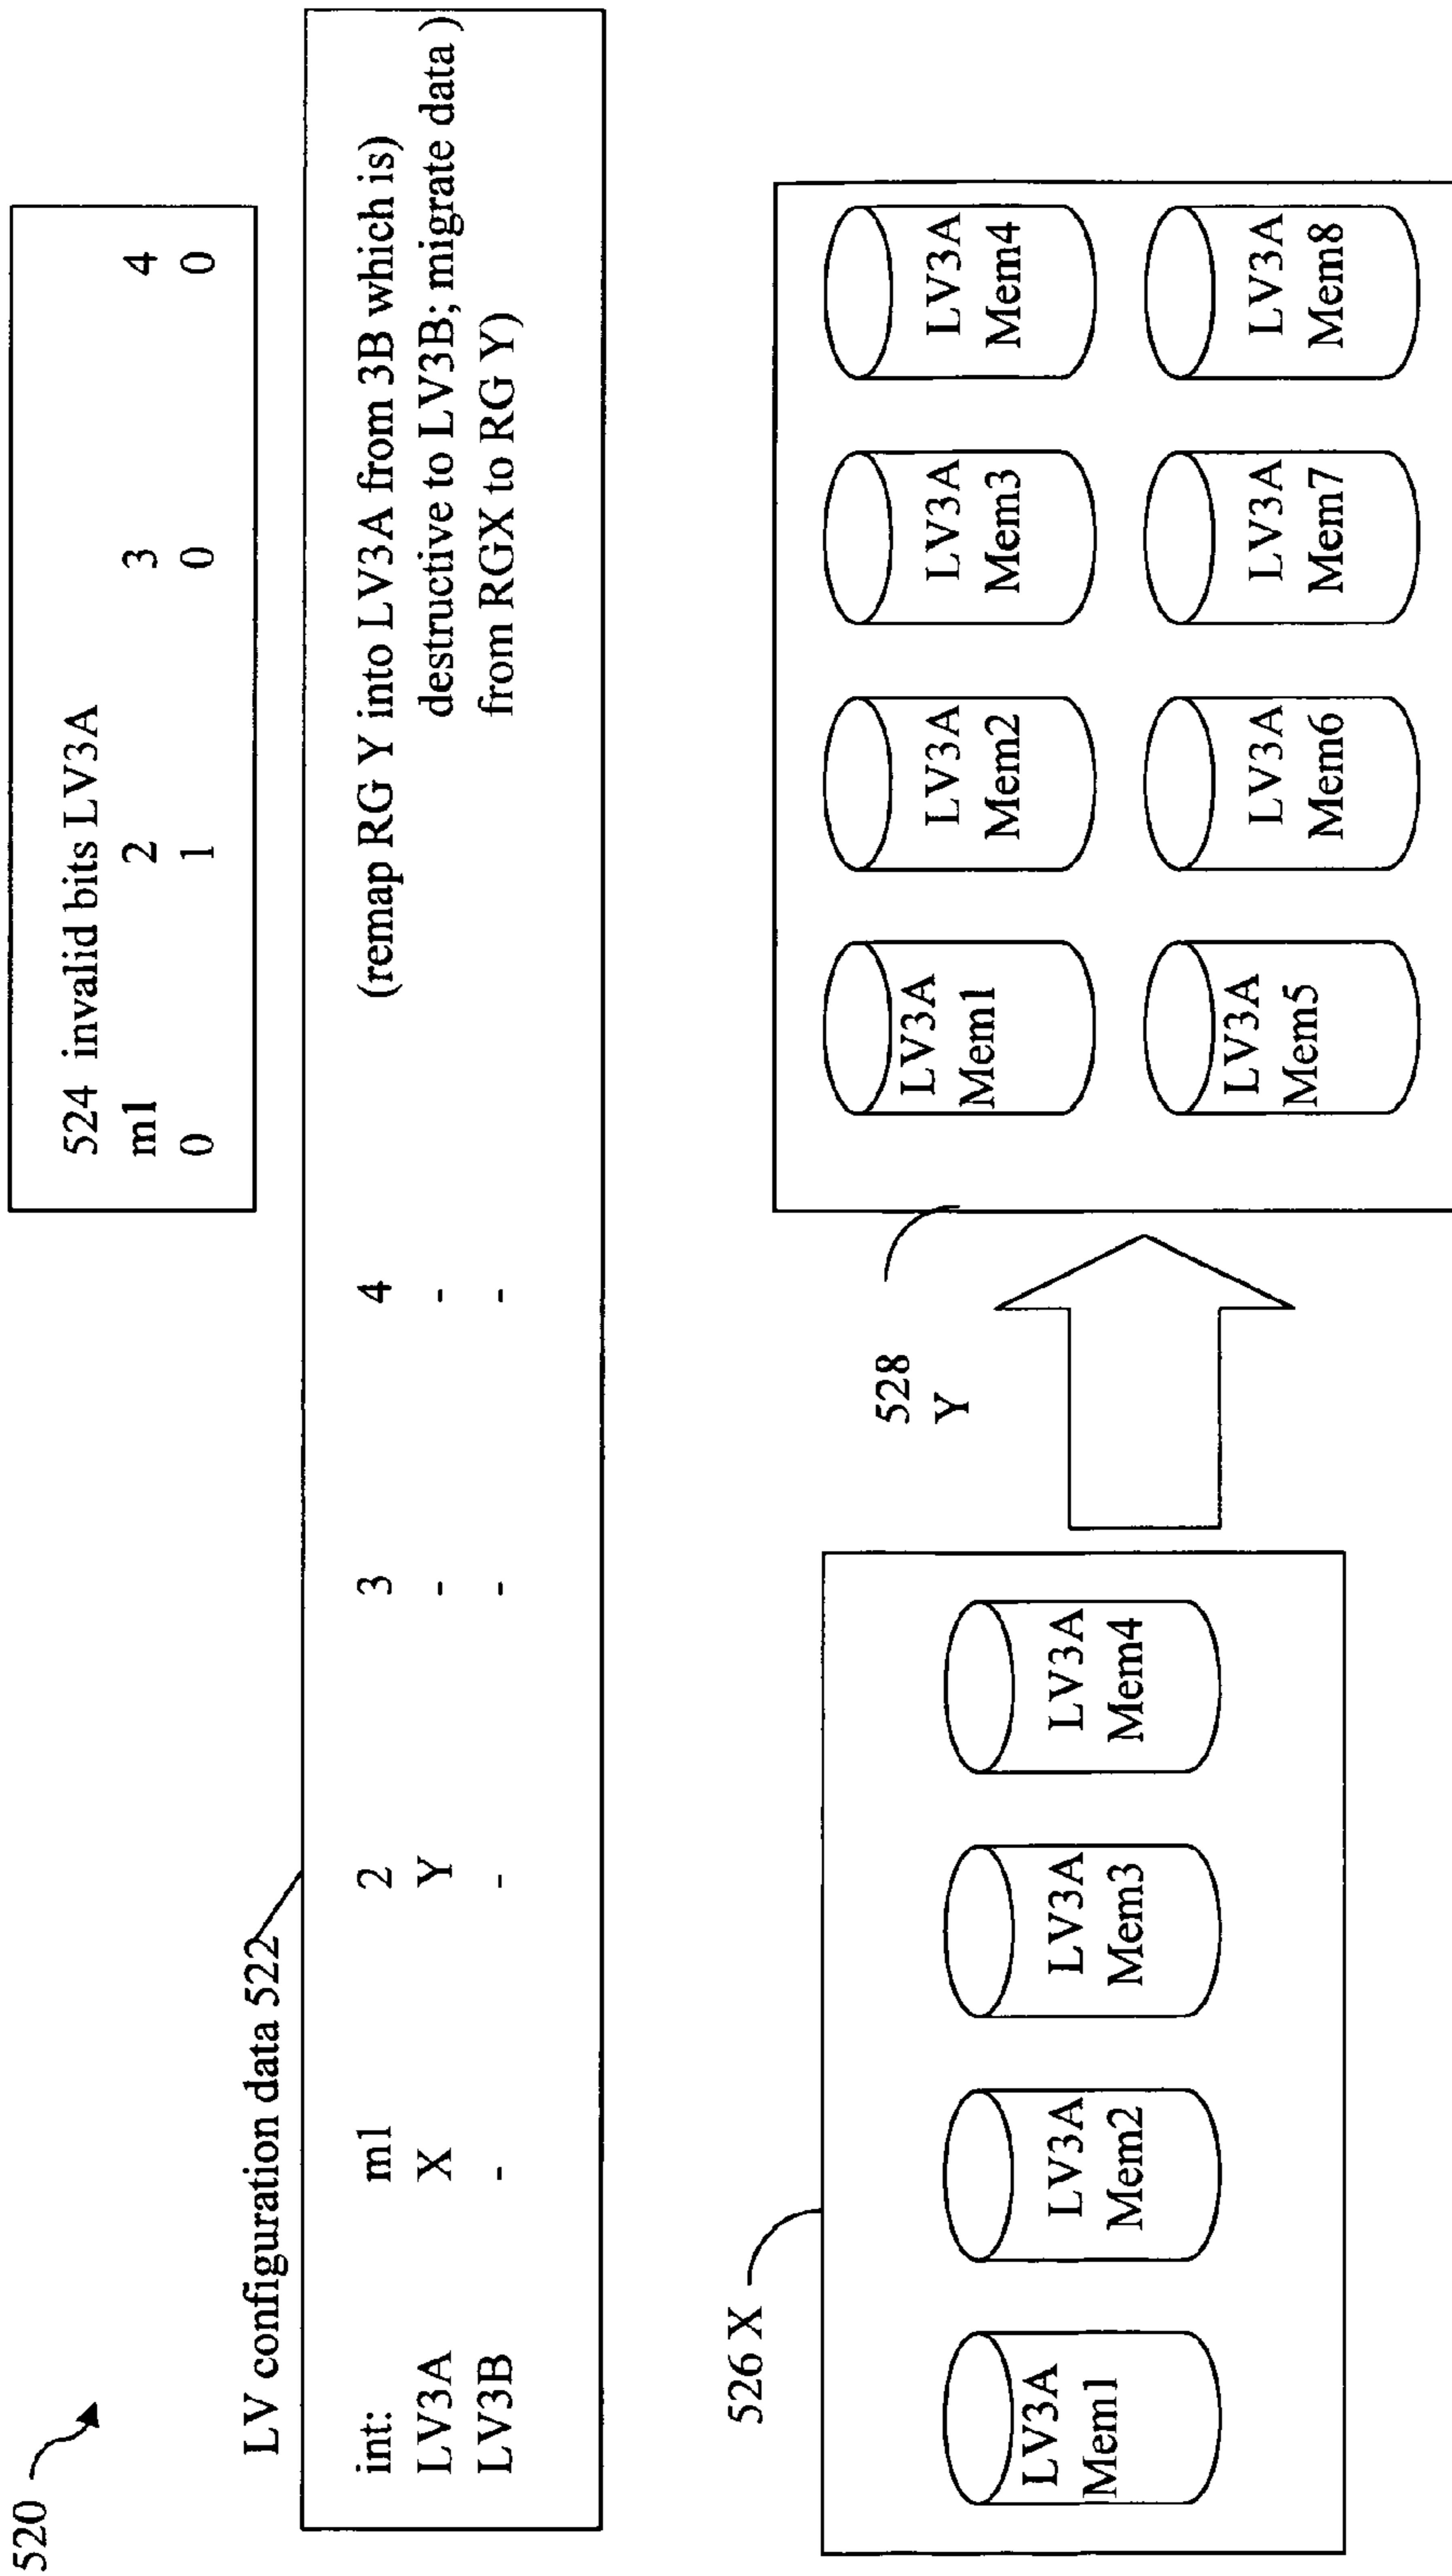 520
524 invalid bits LV3A
m1 2 3 4
0 1 0 0
LV configuration data 522
int: m1 2 3 4 (remap RG Y into LV3A from 3B which is)
LV3A X Y - - destructive to LV3B; migrate data )
LV3B - - - - from RGX to RG Y)
526 X
528
Y
LV3A
Mem1
LV3A
Mem2
LV3A
Mem3
LV3A
Mem4
LV3A
Mem1
LV3A
Mem2
LV3A
Mem3
LV3A
Mem4
LV3A
Mem5
LV3A
Mem6
LV3A
Mem7
LV3A
Mem8